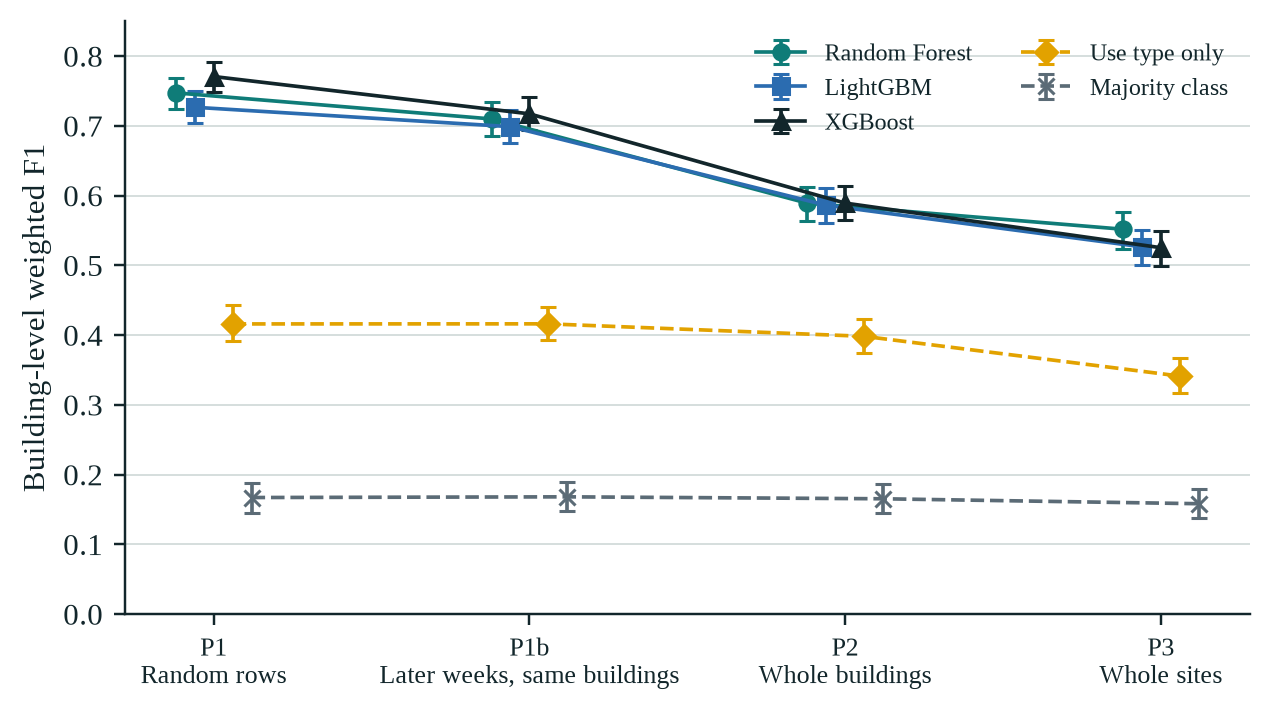 Building-level weighted F1
0.8
0.7
0.6
0.5
0.4
0.3
0.2
0.1
0.0
Random Forest
LightGBM
XGBoost
Use type only
Majority class
P1
Random rows
P1b
Later weeks, same buildings
P2
Whole buildings
P3
Whole sites